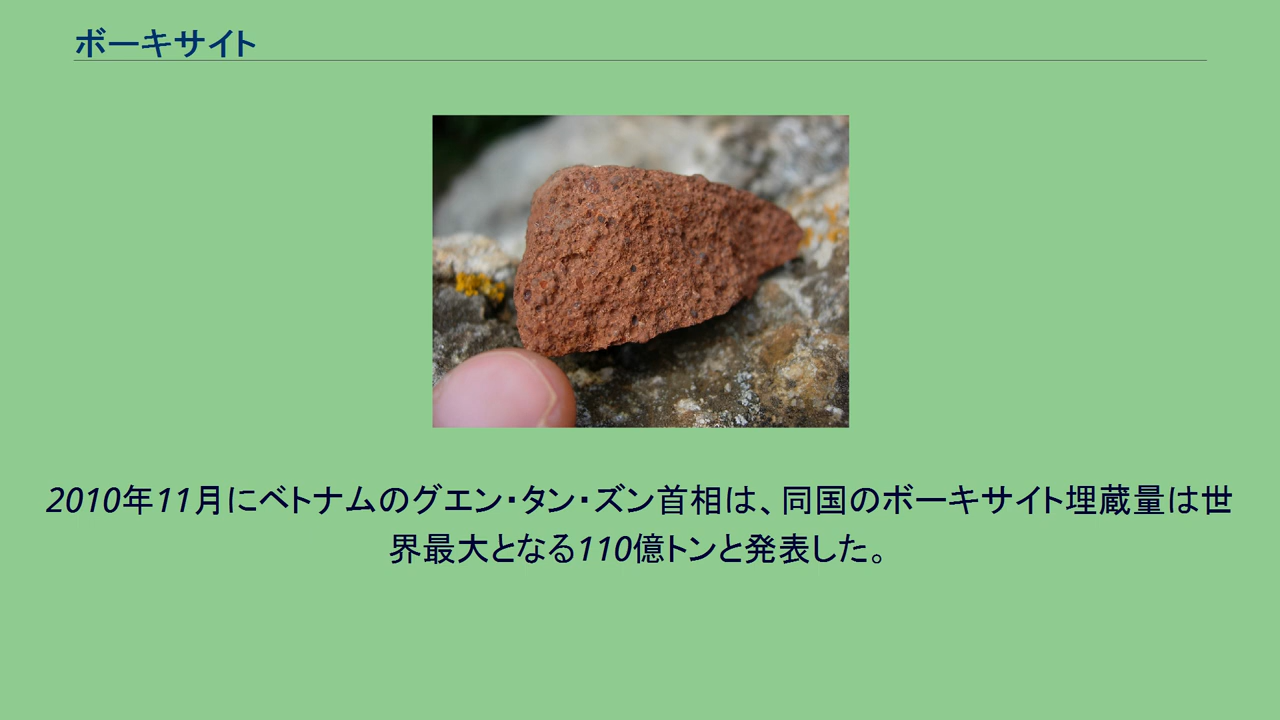 ボーキサイト
2010年11月にベトナムのグエン・タン・ズン首相は、同国のボーキサイト埋蔵量は世
界最大となる110億トンと発表した。